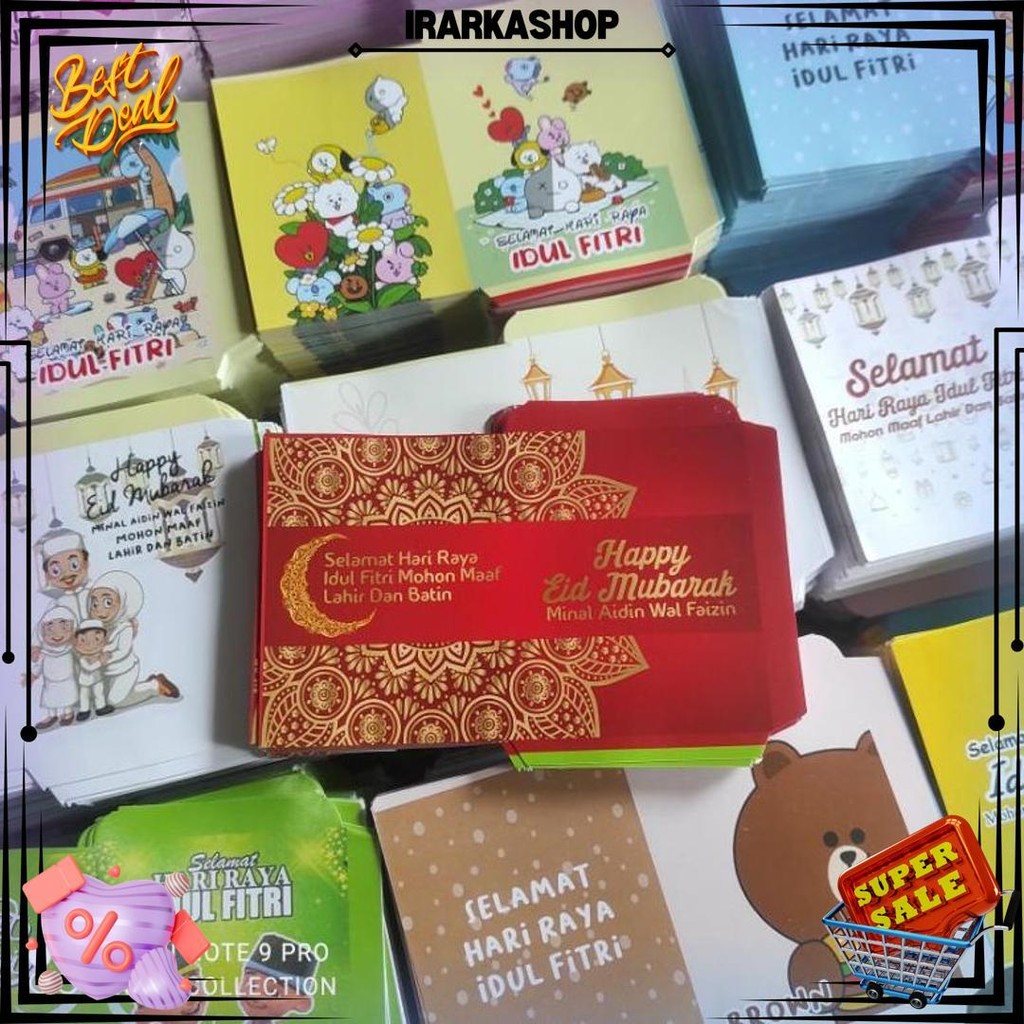 IRARKASHOP
Best
Deal
SELAMAT
HARI RAYA
IDUL FITRI
SELAMAT HARI RAYA
IDUL FITRI
SELAMAT HARI RAYA
IDUL FITRI
Selamat
Hari Raya Idul Fitri
Mohon Maaf Lahir Dan
Happy
Eid Mubarak
MINAL AIDIN WAL FAIZIN
MOHON MAAF
LAHIR DAN BATIN
Selamat Hari Raya
Idul Fitri Mohon Maaf
Lahir Dan Batin
Happy
Eid Mubarak
Minal Aidin Wal Faizin
Selamat
HARI RAYA
IDUL FITRI
%
OTE 9 PRO
COLLECTION
SELAMAT
HARI RAYA
IDUL FITRI
BROWN
SUPER
SALE